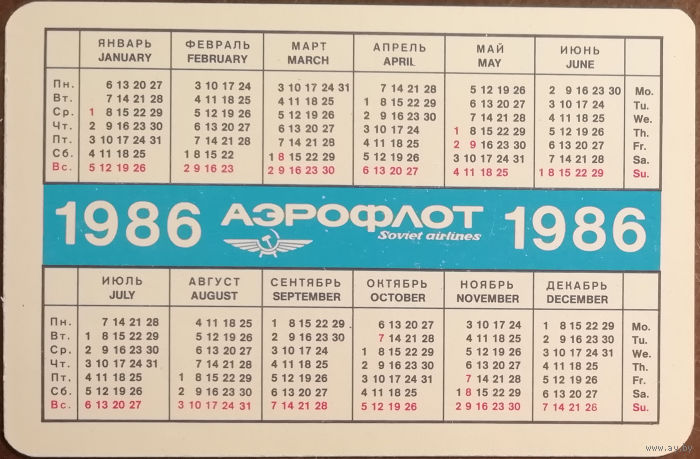 ЯНВАРЬ ФЕВРАЛЬ МАРТ АПРЕЛЬ МАЙ ИЮНЬ
JANUARY FEBRUARY MARCH APRIL MAY JUNE
Пн. 6 13 20 27 3 10 17 24 3 10 17 24 31 7 14 21 28 5 12 19 26 2 9 16 23 30 Mo.
Вт. 7 14 21 28 4 11 18 25 4 11 18 25 1 8 15 22 29 6 13 20 27 3 10 17 24 Tu.
Ср. 1 8 15 22 29 5 12 19 26 5 12 19 26 2 9 16 23 30 7 14 21 28 4 11 18 25 We.
Чт. 2 9 16 23 30 6 13 20 27 6 13 20 27 3 10 17 24 1 8 15 22 29 5 12 19 26 Th.
Пт. 3 10 17 24 31 7 14 21 28 7 14 21 28 4 11 18 25 2 9 16 23 30 6 13 20 27 Fr.
Сб. 4 11 18 25 1 8 15 22 1 8 15 22 29 5 12 19 26 3 10 17 24 31 7 14 21 28 Sa.
Вс. 5 12 19 26 2 9 16 23 2 9 16 23 30 6 13 20 27 4 11 18 25 1 8 15 22 29 Su.
1986 АЭРОФЛОТ 1986
Soviet airlines
ИЮЛЬ АВГУСТ СЕНТЯБРЬ ОКТЯБРЬ НОЯБРЬ ДЕКАБРЬ
JULY AUGUST SEPTEMBER OCTOBER NOVEMBER DECEMBER
Пн. 7 14 21 28 4 11 18 25 1 8 15 22 29 6 13 20 27 3 10 17 24 1 8 15 22 29 Mo.
Вт. 1 8 15 22 29 5 12 19 26 2 9 16 23 30 7 14 21 28 4 11 18 25 2 9 16 23 30 Tu.
Ср. 2 9 16 23 30 6 13 20 27 3 10 17 24 1 8 15 22 29 5 12 19 26 3 10 17 24 31 We.
Чт. 3 10 17 24 31 7 14 21 28 4 11 18 25 2 9 16 23 30 6 13 20 27 4 11 18 25 Th.
Пт. 4 11 18 25 1 8 15 22 29 5 12 19 26 3 10 17 24 31 7 14 21 28 5 12 19 26 Fr.
Сб. 5 12 19 26 2 9 16 23 30 6 13 20 27 4 11 18 25 1 8 15 22 29 6 13 20 27 Sa.
Вс. 6 13 20 27 3 10 17 24 31 7 14 21 28 5 12 19 26 2 9 16 23 30 7 14 21 28 Su.
www.ay.by